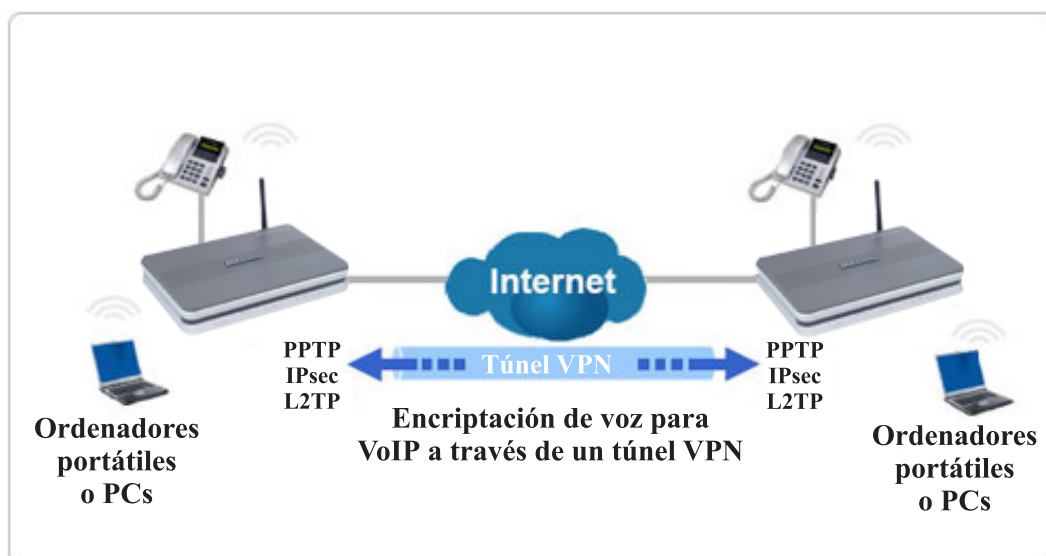 Internet
PPTP
IPsec
L2TP
Túnel VPN
PPTP
IPsec
L2TP
Encriptación de voz para
VoIP a través de un túnel VPN
Ordenadores
portátiles
o PCs
Ordenadores
portátiles
o PCs